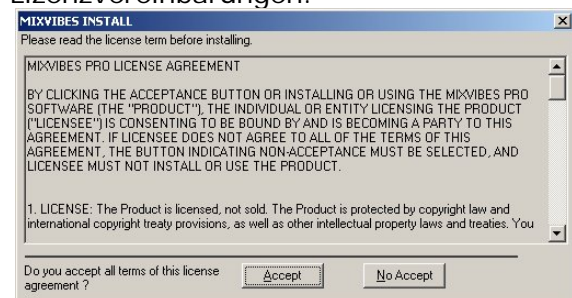 Lizenzvereinbarungen.
MIXVIBES INSTALL
Please read the license term before installing.
MIXVIBES PRO LICENSE AGREEMENT
BY CLICKING THE ACCEPTANCE BUTTON OR INSTALLING OR USING THE MIXVIBES PRO
SOFTWARE (THE "PRODUCT"), THE INDIVIDUAL OR ENTITY LICENSING THE PRODUCT
("LICENSEE") IS CONSENTING TO BE BOUND BY AND IS BECOMING A PARTY TO THIS
AGREEMENT. IF LICENSEE DOES NOT AGREE TO ALL OF THE TERMS OF THIS
AGREEMENT, THE BUTTON INDICATING NON-ACCEPTANCE MUST BE SELECTED, AND
LICENSEE MUST NOT INSTALL OR USE THE PRODUCT.
1. LICENSE: The Product is licensed, not sold. The Product is protected by copyright law and
international copyright treaty provisions, as well as other intellectual property laws and treaties. You
Do you accept all terms of this license
agreement ?
Accept
No Accept